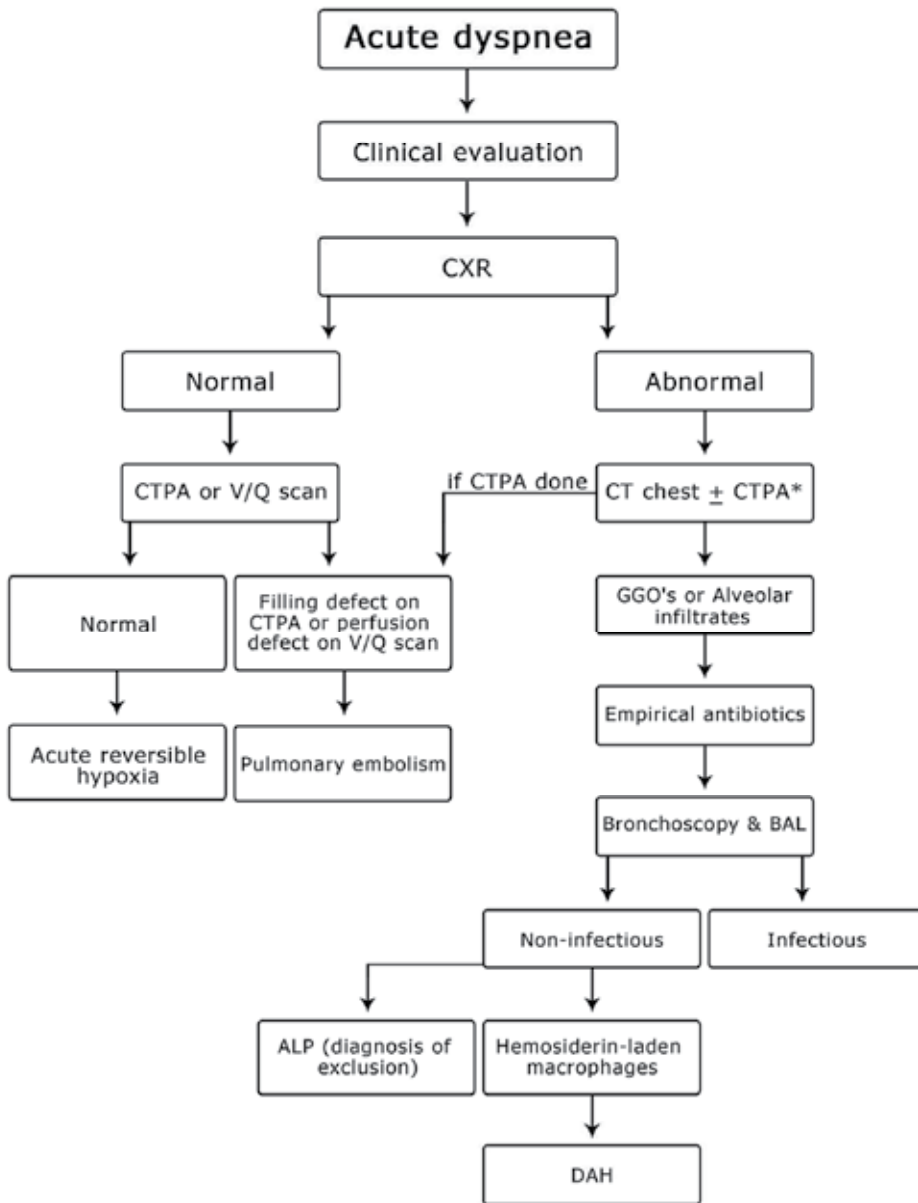 Acute dyspnea
Clinical evaluation
CXR
Normal
Abnormal
CTPA or V/Q scan
if CTPA done
CT chest ± CTPA*
Normal
Filling defect on
CTPA or perfusion
defect on V/Q scan
GGO's or Alveolar
infiltrates
Acute reversible
hypoxia
Pulmonary embolism
Empirical antibiotics
Bronchoscopy & BAL
Non-infectious
Infectious
ALP (diagnosis of
exclusion)
Hemosiderin-laden
macrophages
DAH